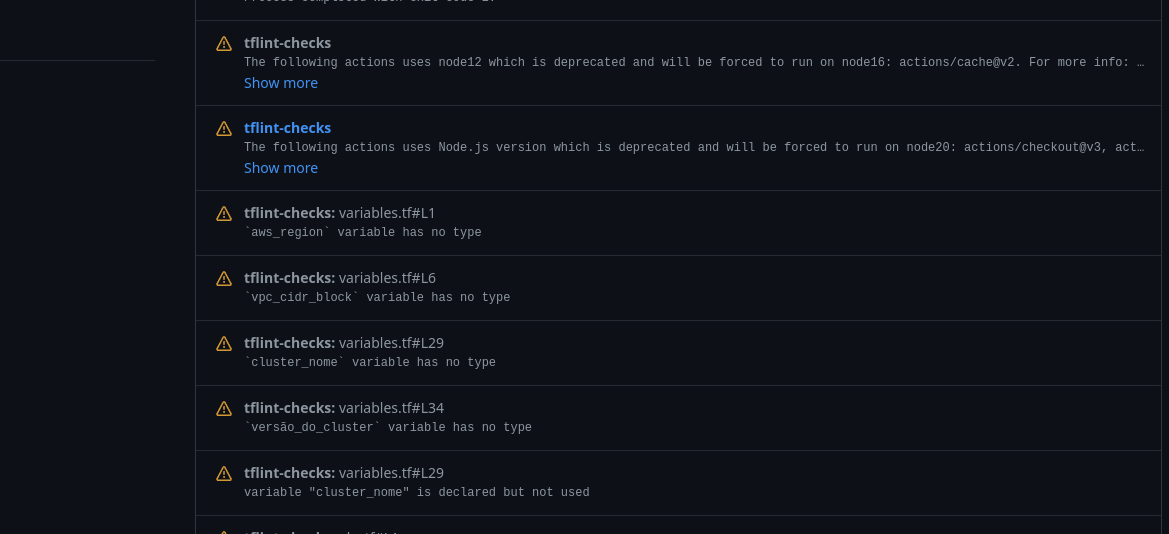 tflint-checks
The following actions uses node12 which is deprecated and will be forced to run on node16: actions/cache@v2. For more info: …
Show more
tflint-checks
The following actions uses Node.js version which is deprecated and will be forced to run on node20: actions/checkout@v3, act…
Show more
tflint-checks: variables.tf#L1
`aws_region` variable has no type
tflint-checks: variables.tf#L6
`vpc_cidr_block` variable has no type
tflint-checks: variables.tf#L29
`cluster_nome` variable has no type
tflint-checks: variables.tf#L34
`versão_do_cluster` variable has no type
tflint-checks: variables.tf#L29
variable "cluster_nome" is declared but not used